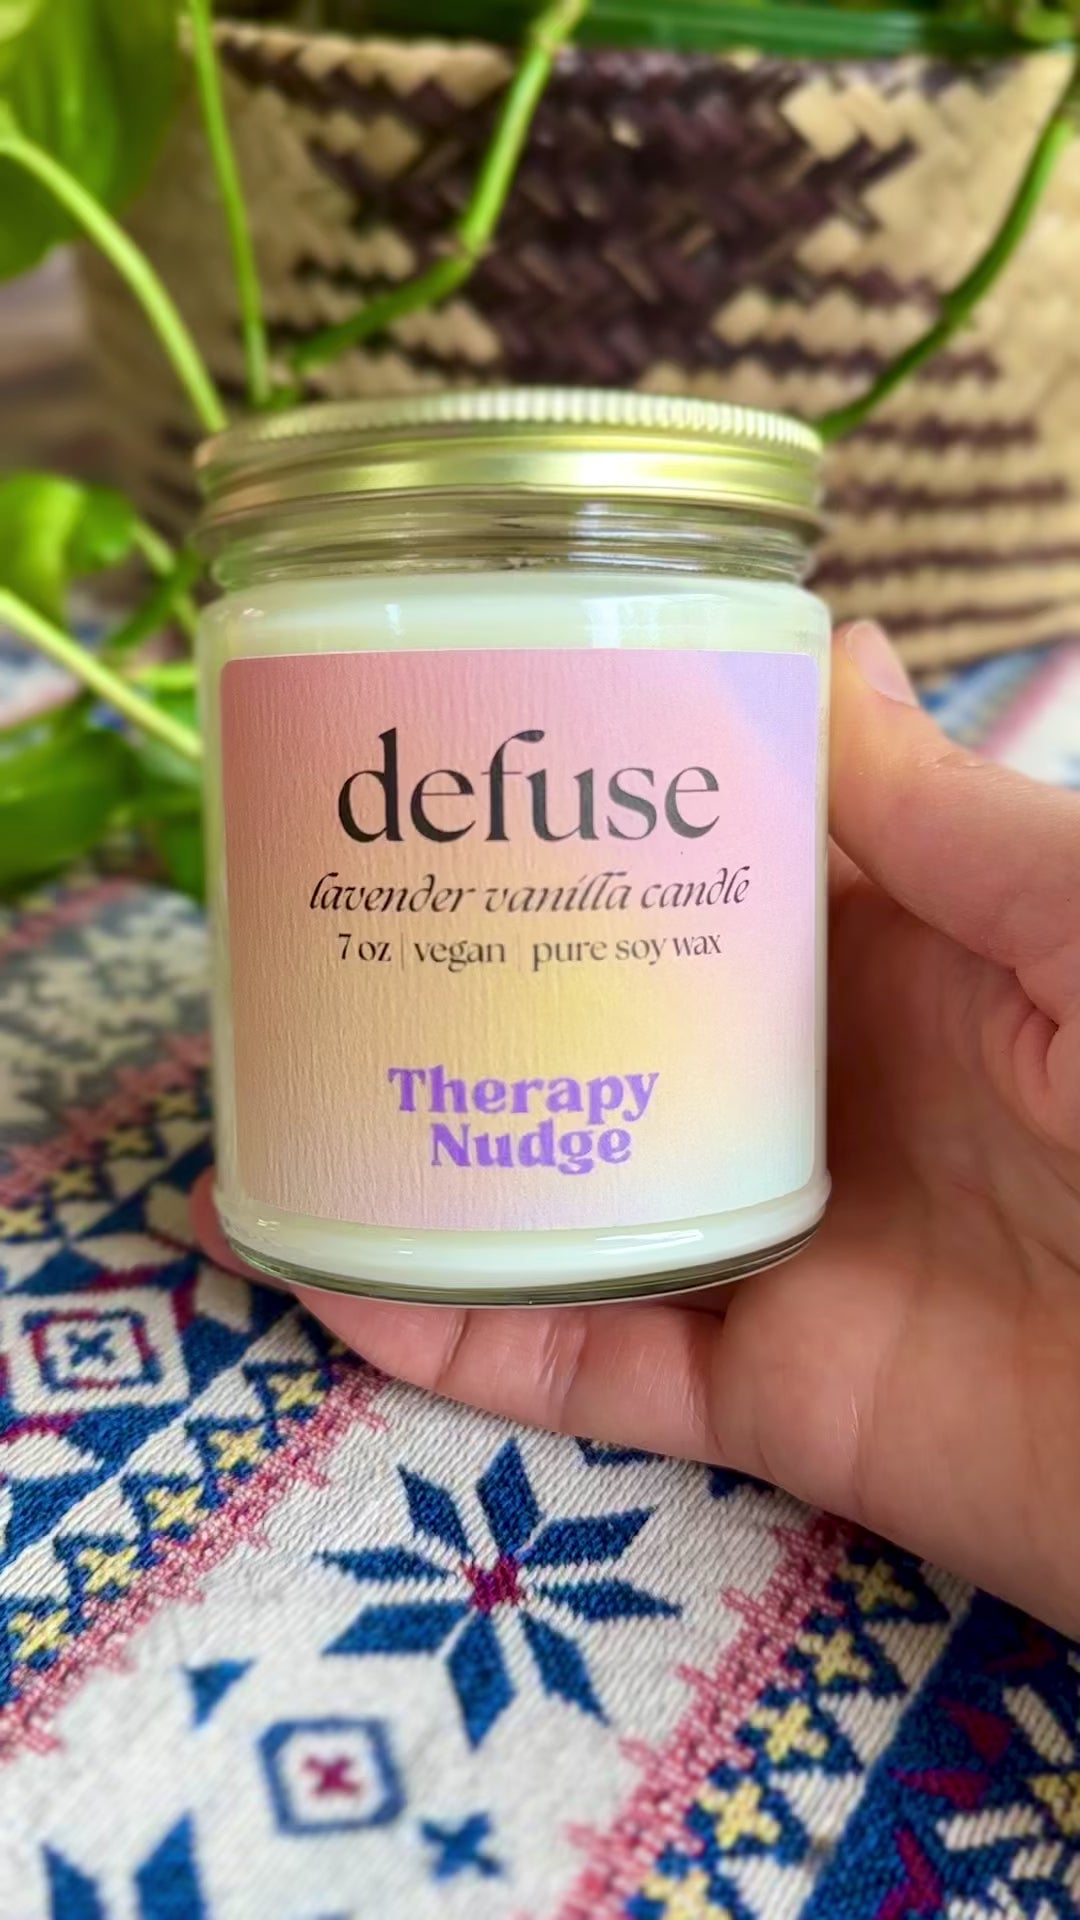 defuse
lavender vanilla candle
7 oz | vegan | pure soy wax
Therapy
Nudge